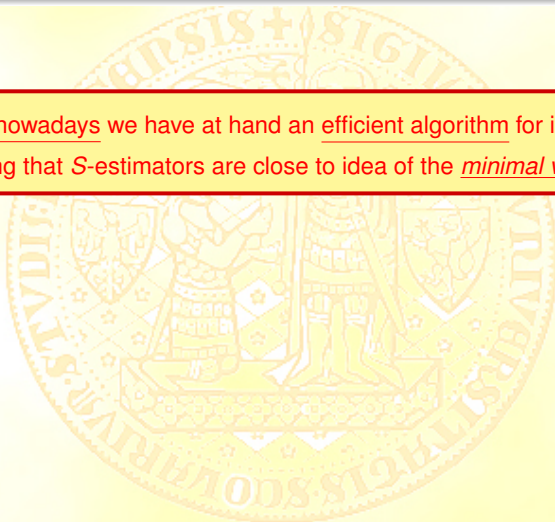 nowadays we have at hand an efficient algorithm for
that S-estimators are close to idea of the minimal